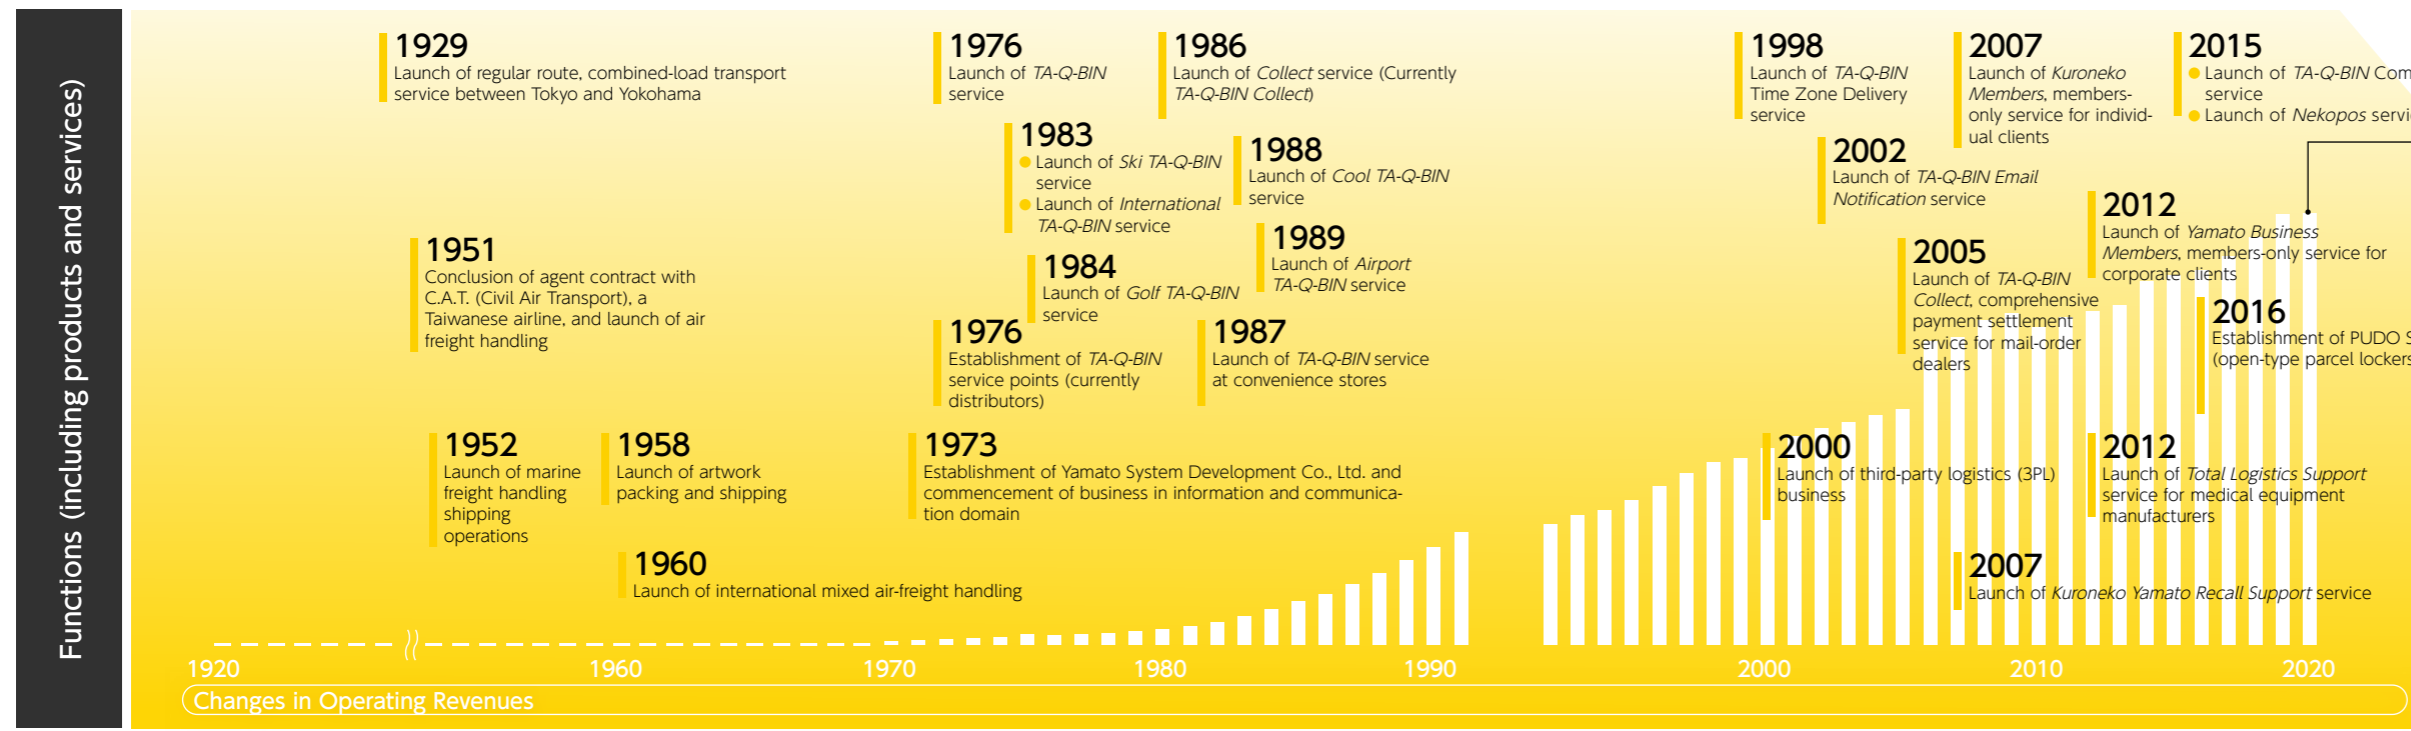 Functions (including products and services)
1929
Launch of regular route, combined-load transport
service between Tokyo and Yokohama
1951
Conclusion of agent contract with
C.A.T. (Civil Air Transport), a
Taiwanese airline, and launch of air
freight handling
1952
Launch of marine
freight handling
shipping
operations
1958
Launch of artwork
packing and shipping
1960
Launch of international mixed air-freight handling
1976
Launch of TA-Q-BIN
service
1983
Launch of Ski TA-Q-BIN
service
Launch of International
TA-Q-BIN service
1984
Launch of Golf TA-Q-BIN
service
1976
Establishment of TA-Q-BIN
service points (currently
distributors)
1973
Establishment of Yamato System Development Co., Ltd. and
commencement of business in information and communica-
tion domain
1986
Launch of Collect service (Currently
TA-Q-BIN Collect)
1988
Launch of Cool TA-Q-BIN
service
1989
Launch of Airport
TA-Q-BIN service
1987
Launch of TA-Q-BIN service
at convenience stores
1998
Launch of TA-Q-BIN
Time Zone Delivery
service
2002
Launch of TA-Q-BIN Email
Notification service
2005
Launch of TA-Q-BIN
Collect, comprehensive
payment settlement
service for mail-order
dealers
2000
Launch of third-party logistics (3PL)
business
2007
Launch of Kuroneko
Members, members-
only service for individ-
ual clients
2012
Launch of Yamato Business
Members, members-only service for
corporate clients
2015
Launch of TA-Q-BIN
service
Launch of Nekopos
2016
Establishment of PUDO
(open-type parcel lockers
2012
Launch of Total Logistics Support
service for medical equipment
manufacturers
2007
Launch of Kuroneko Yamato Recall Support service
1920
1960
1970
1980
1990
2000
2010
2020
Changes in Operating Revenues